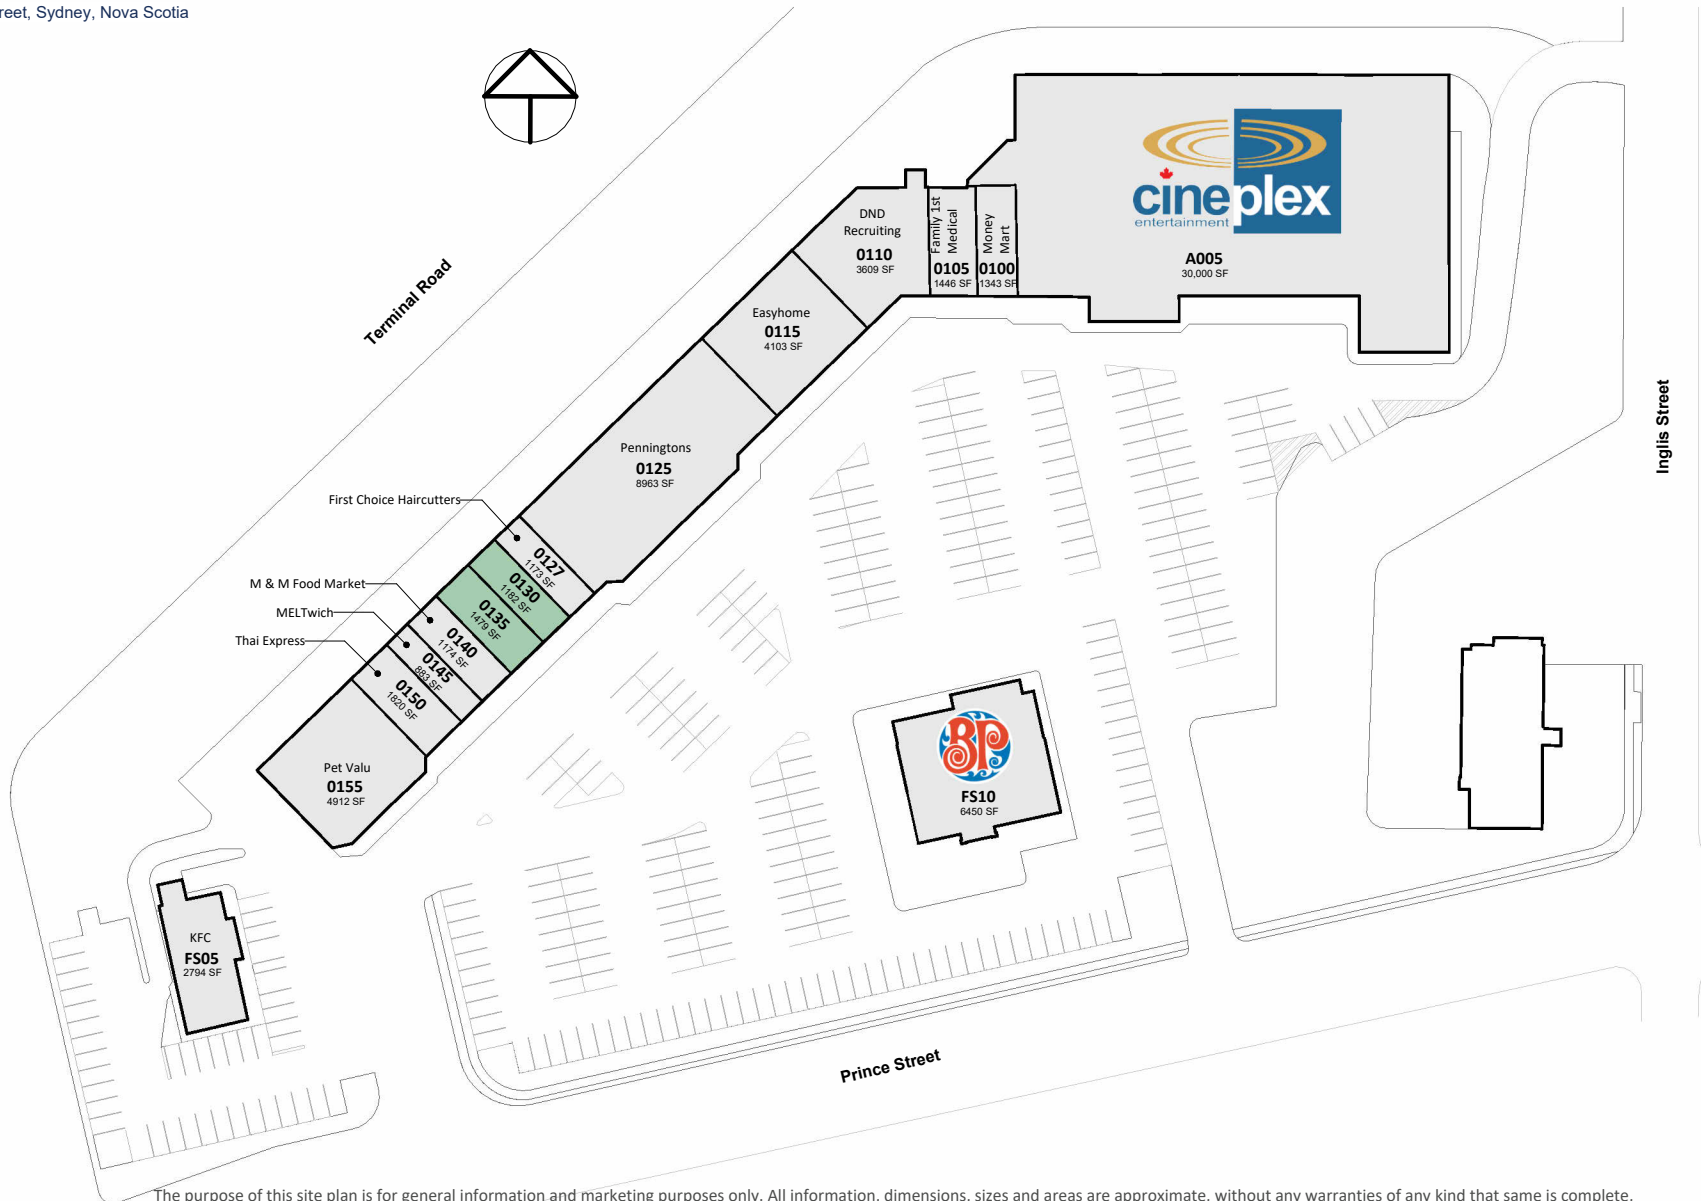 reet, Sydney, Nova Scotia
cineplex
entertainment
A005
30,000 SF
DND
Recruiting
0110
3609 SF
Family 1st
Medical
0105
1446 SF
Money
Mart
0100
1343 SF
Terminal Road
Easyhome
0115
4103 SF
Inglis Street
Penningtons
0125
8963 SF
First Choice Haircutters
0127
1173 SF
0130
1182 SF
0135
1479 SF
M & M Food Market
0140
1174 SF
MELTwich
0145
883 SF
Thai Express
0150
1820 SF
Pet Valu
0155
4912 SF
BP
FS10
6450 SF
KFC
FS05
2794 SF
Prince Street
The purpose of this site plan is for general information and marketing purposes only. All information, dimensions, sizes and areas are approximate, without any warranties of any kind that same is complete,